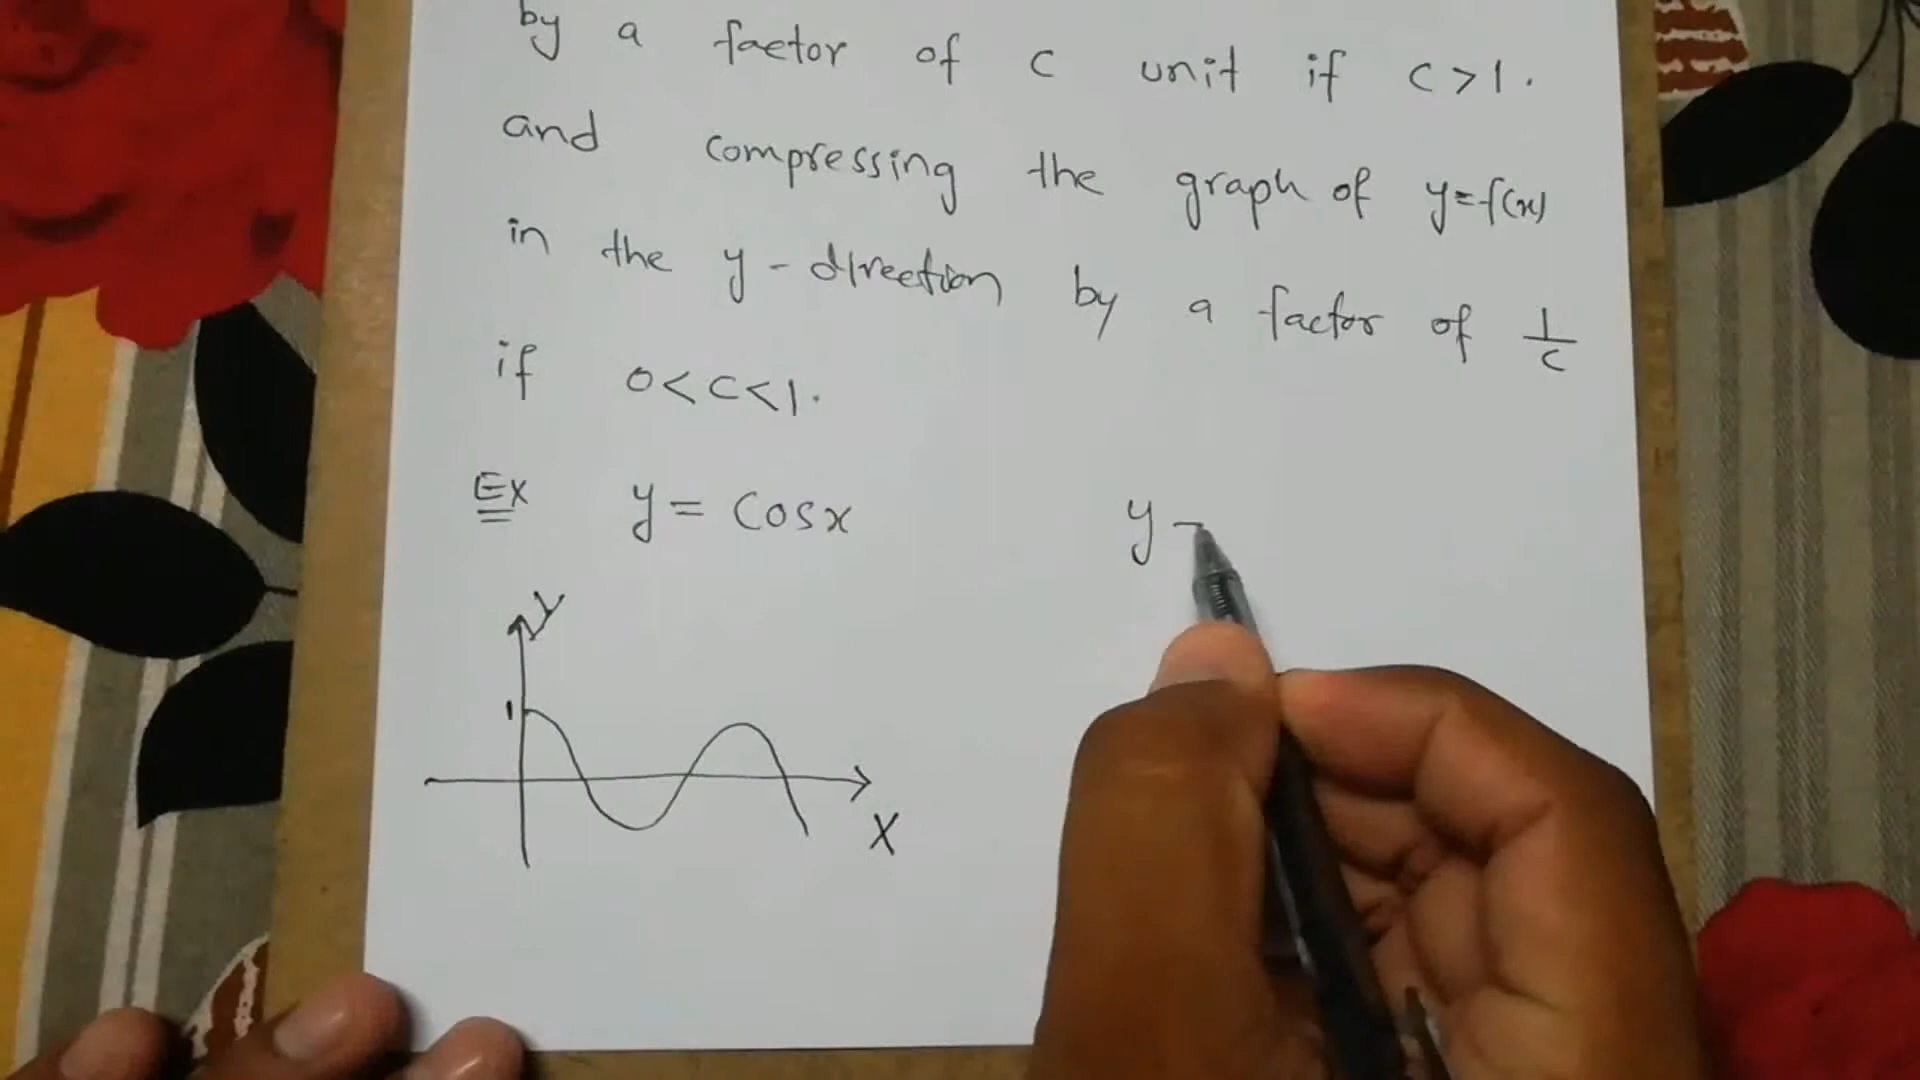 by a factor of c unit if c>1.
and compressing the graph of y=f(x)
in the y-direction by a factor of 1/c
if 0<c<1.
Ex y= Cosx
y -
y
1
X